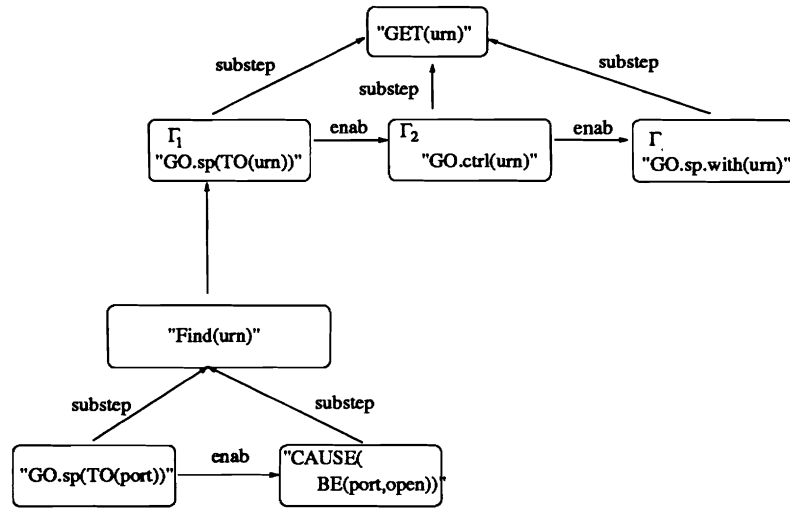 "GET(urn)"
substep
substep
substep
Γ₁
"GO.sp(TO(urn))"
enab
Γ₂
"GO.ctrl(urn)"
enab
Γ.
"GO.sp.with(urn)"
"Find(urn)"
substep
substep
"GO.sp(TO(port))"
enab
"CAUSE(
BE(port,open))"